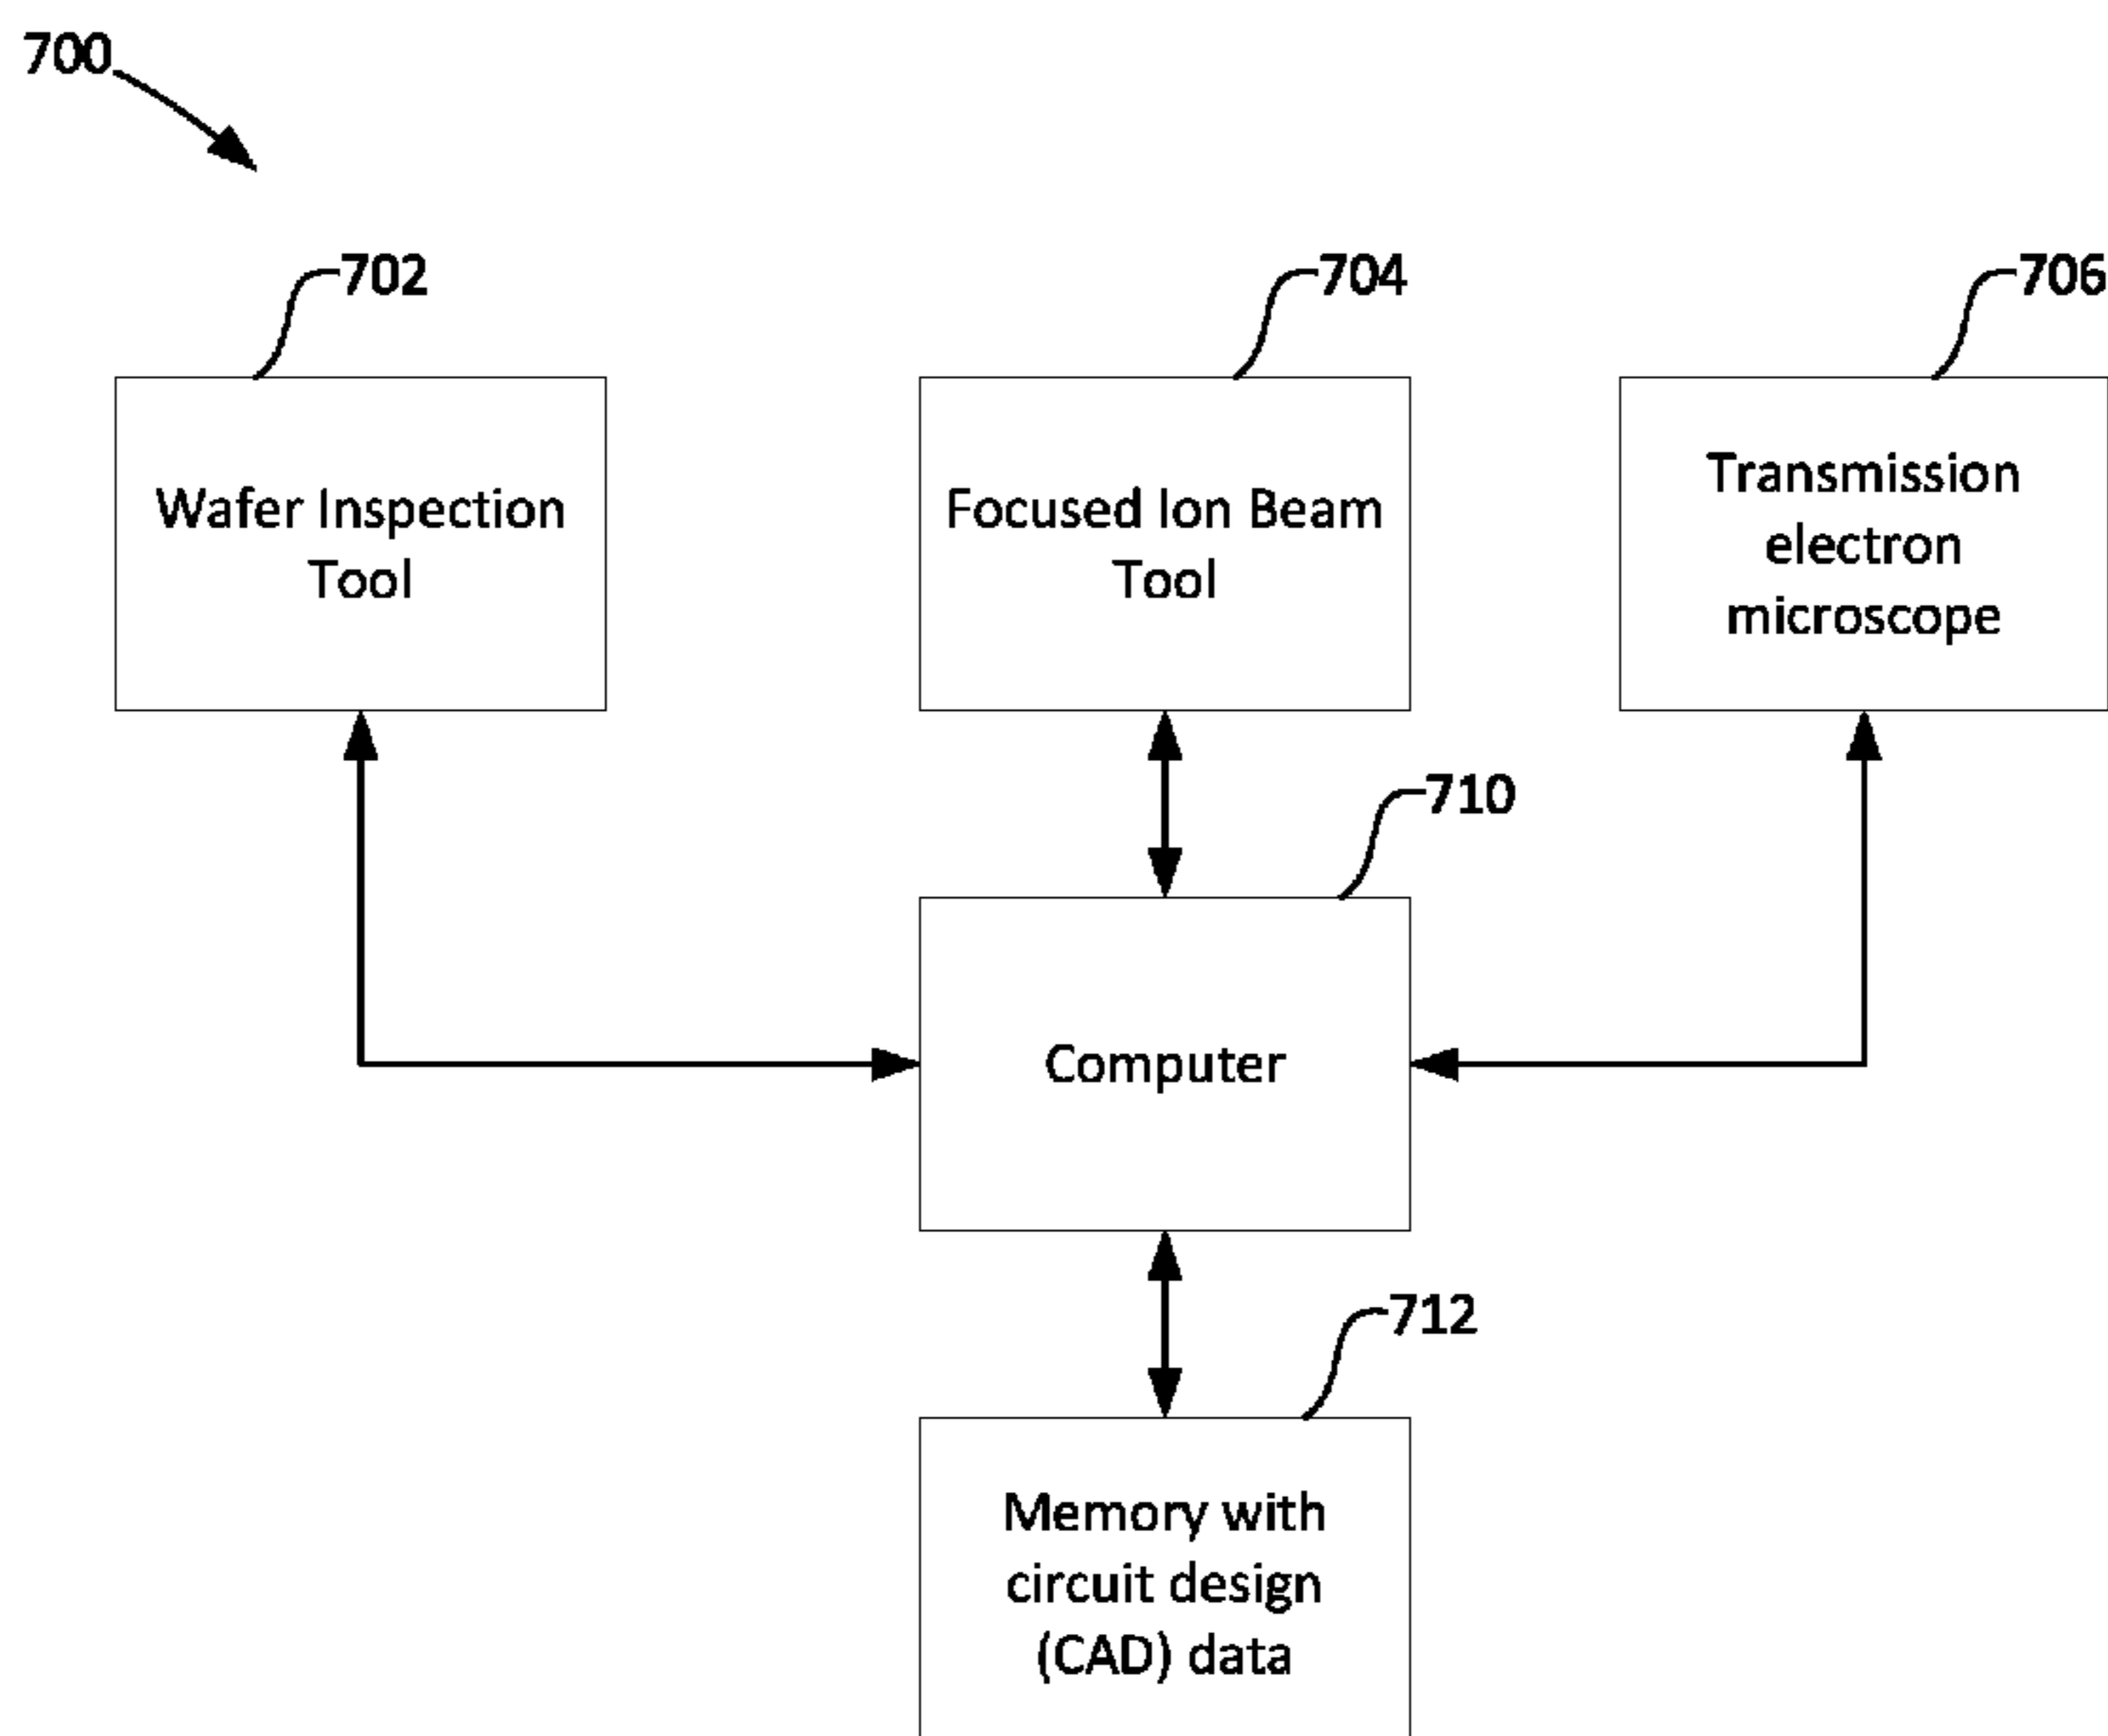 700
702
704
706
Wafer Inspection
Tool
Focused Ion Beam
Tool
Transmission
electron
microscope
710
Computer
712
Memory with
circuit design
(CAD) data